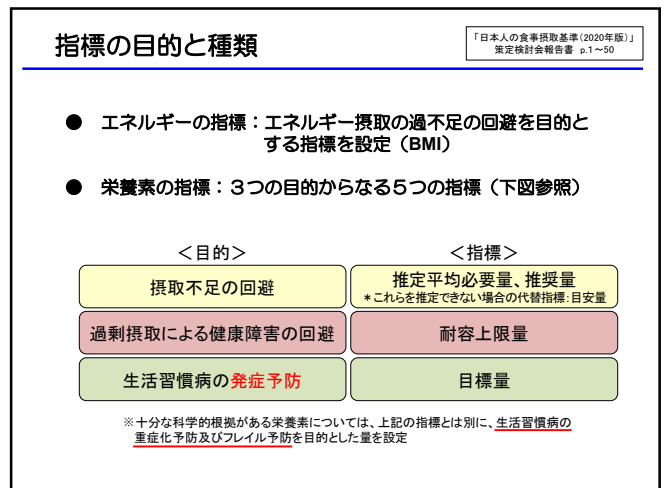 指標の目的と種類
「日本人の食事摂取基準(2020年版)」
策定検討会報告書 p.1～50
● エネルギーの指標：エネルギー摂取の過不足の回避を目的と
する指標を設定（BMI）
● 栄養素の指標：３つの目的からなる５つの指標（下図参照）
＜目的＞
＜指標＞
摂取不足の回避
推定平均必要量、推奨量
＊これらを推定できない場合の代替指標：目安量
過剰摂取による健康障害の回避
耐容上限量
生活習慣病の発症予防
目標量
※十分な科学的根拠がある栄養素については、上記の指標とは別に、生活習慣病の
重症化予防及びフレイル予防を目的とした量を設定